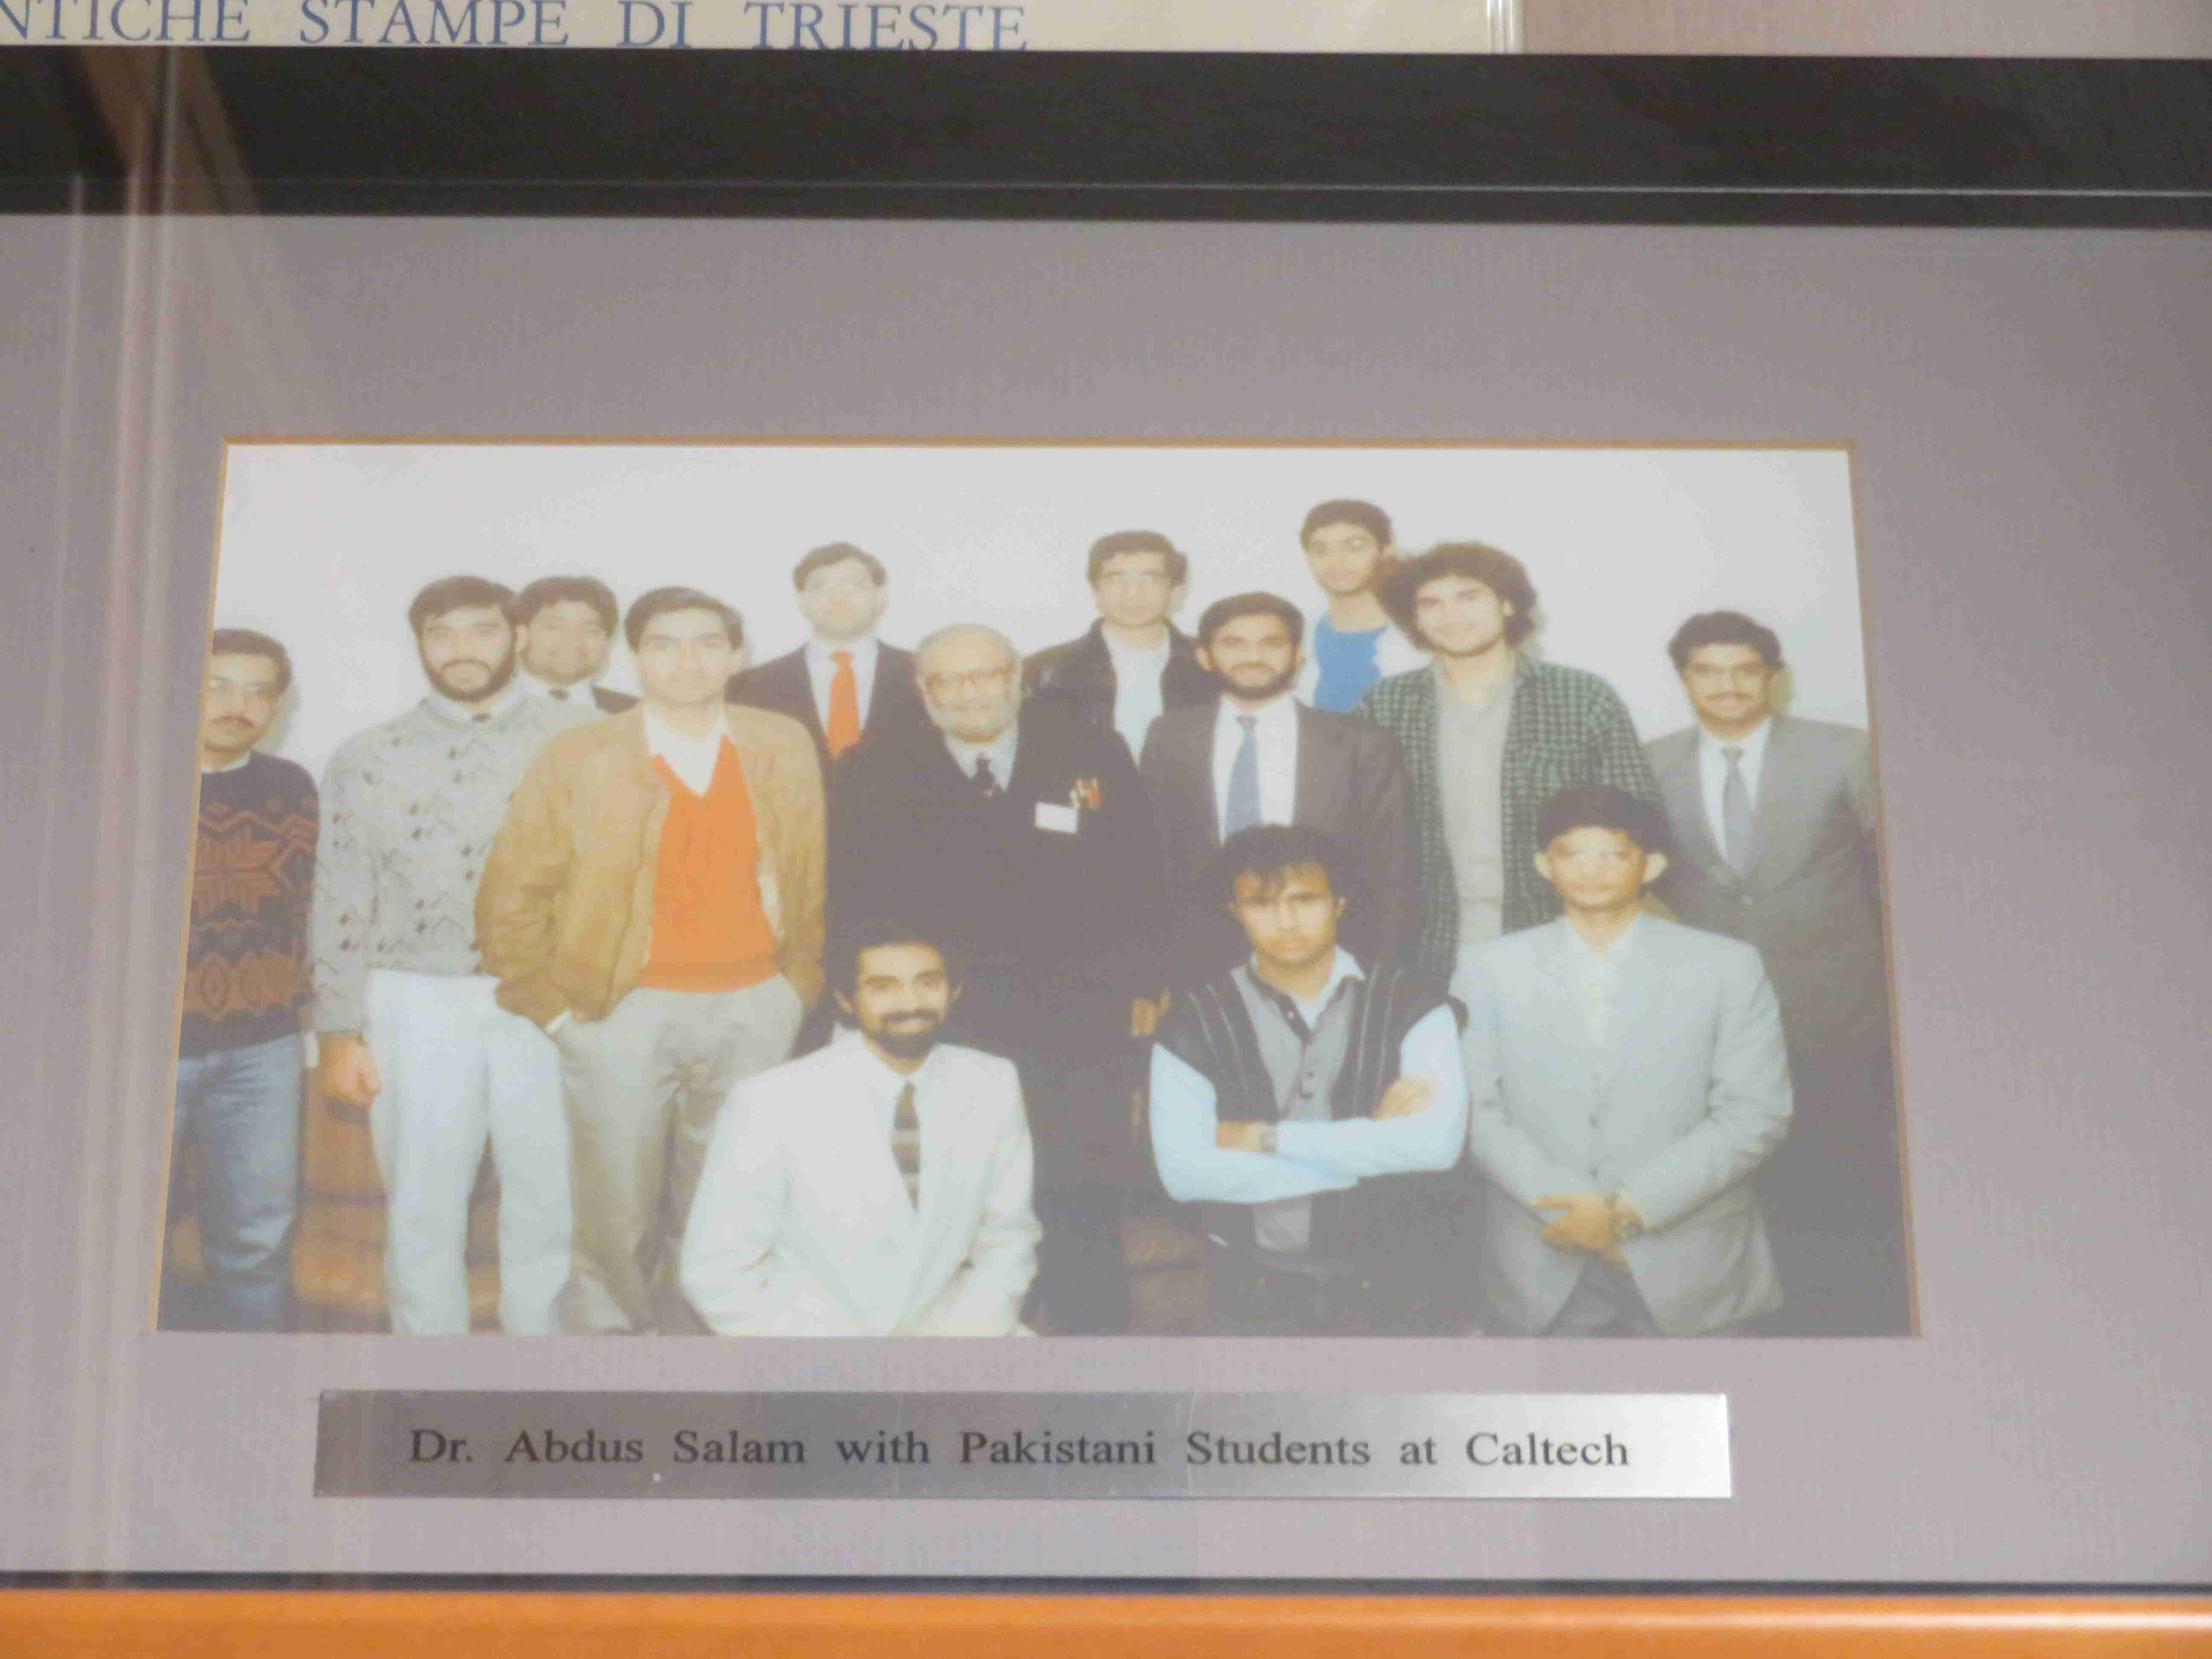 NTICHE STAMPE DI TRIESTE
Dr. Abdus Salam with Pakistani Students at Caltech